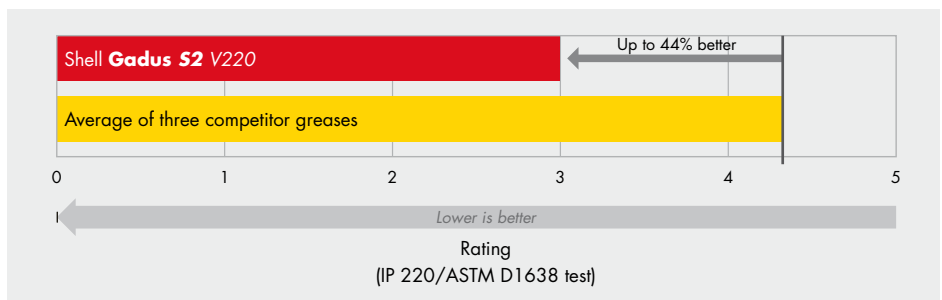 Shell Gadus S2 V220
Up to 44% better
Average of three competitor greases
0 1 2 3 4 5
Lower is better
Rating
(IP 220/ASTM D1638 test)